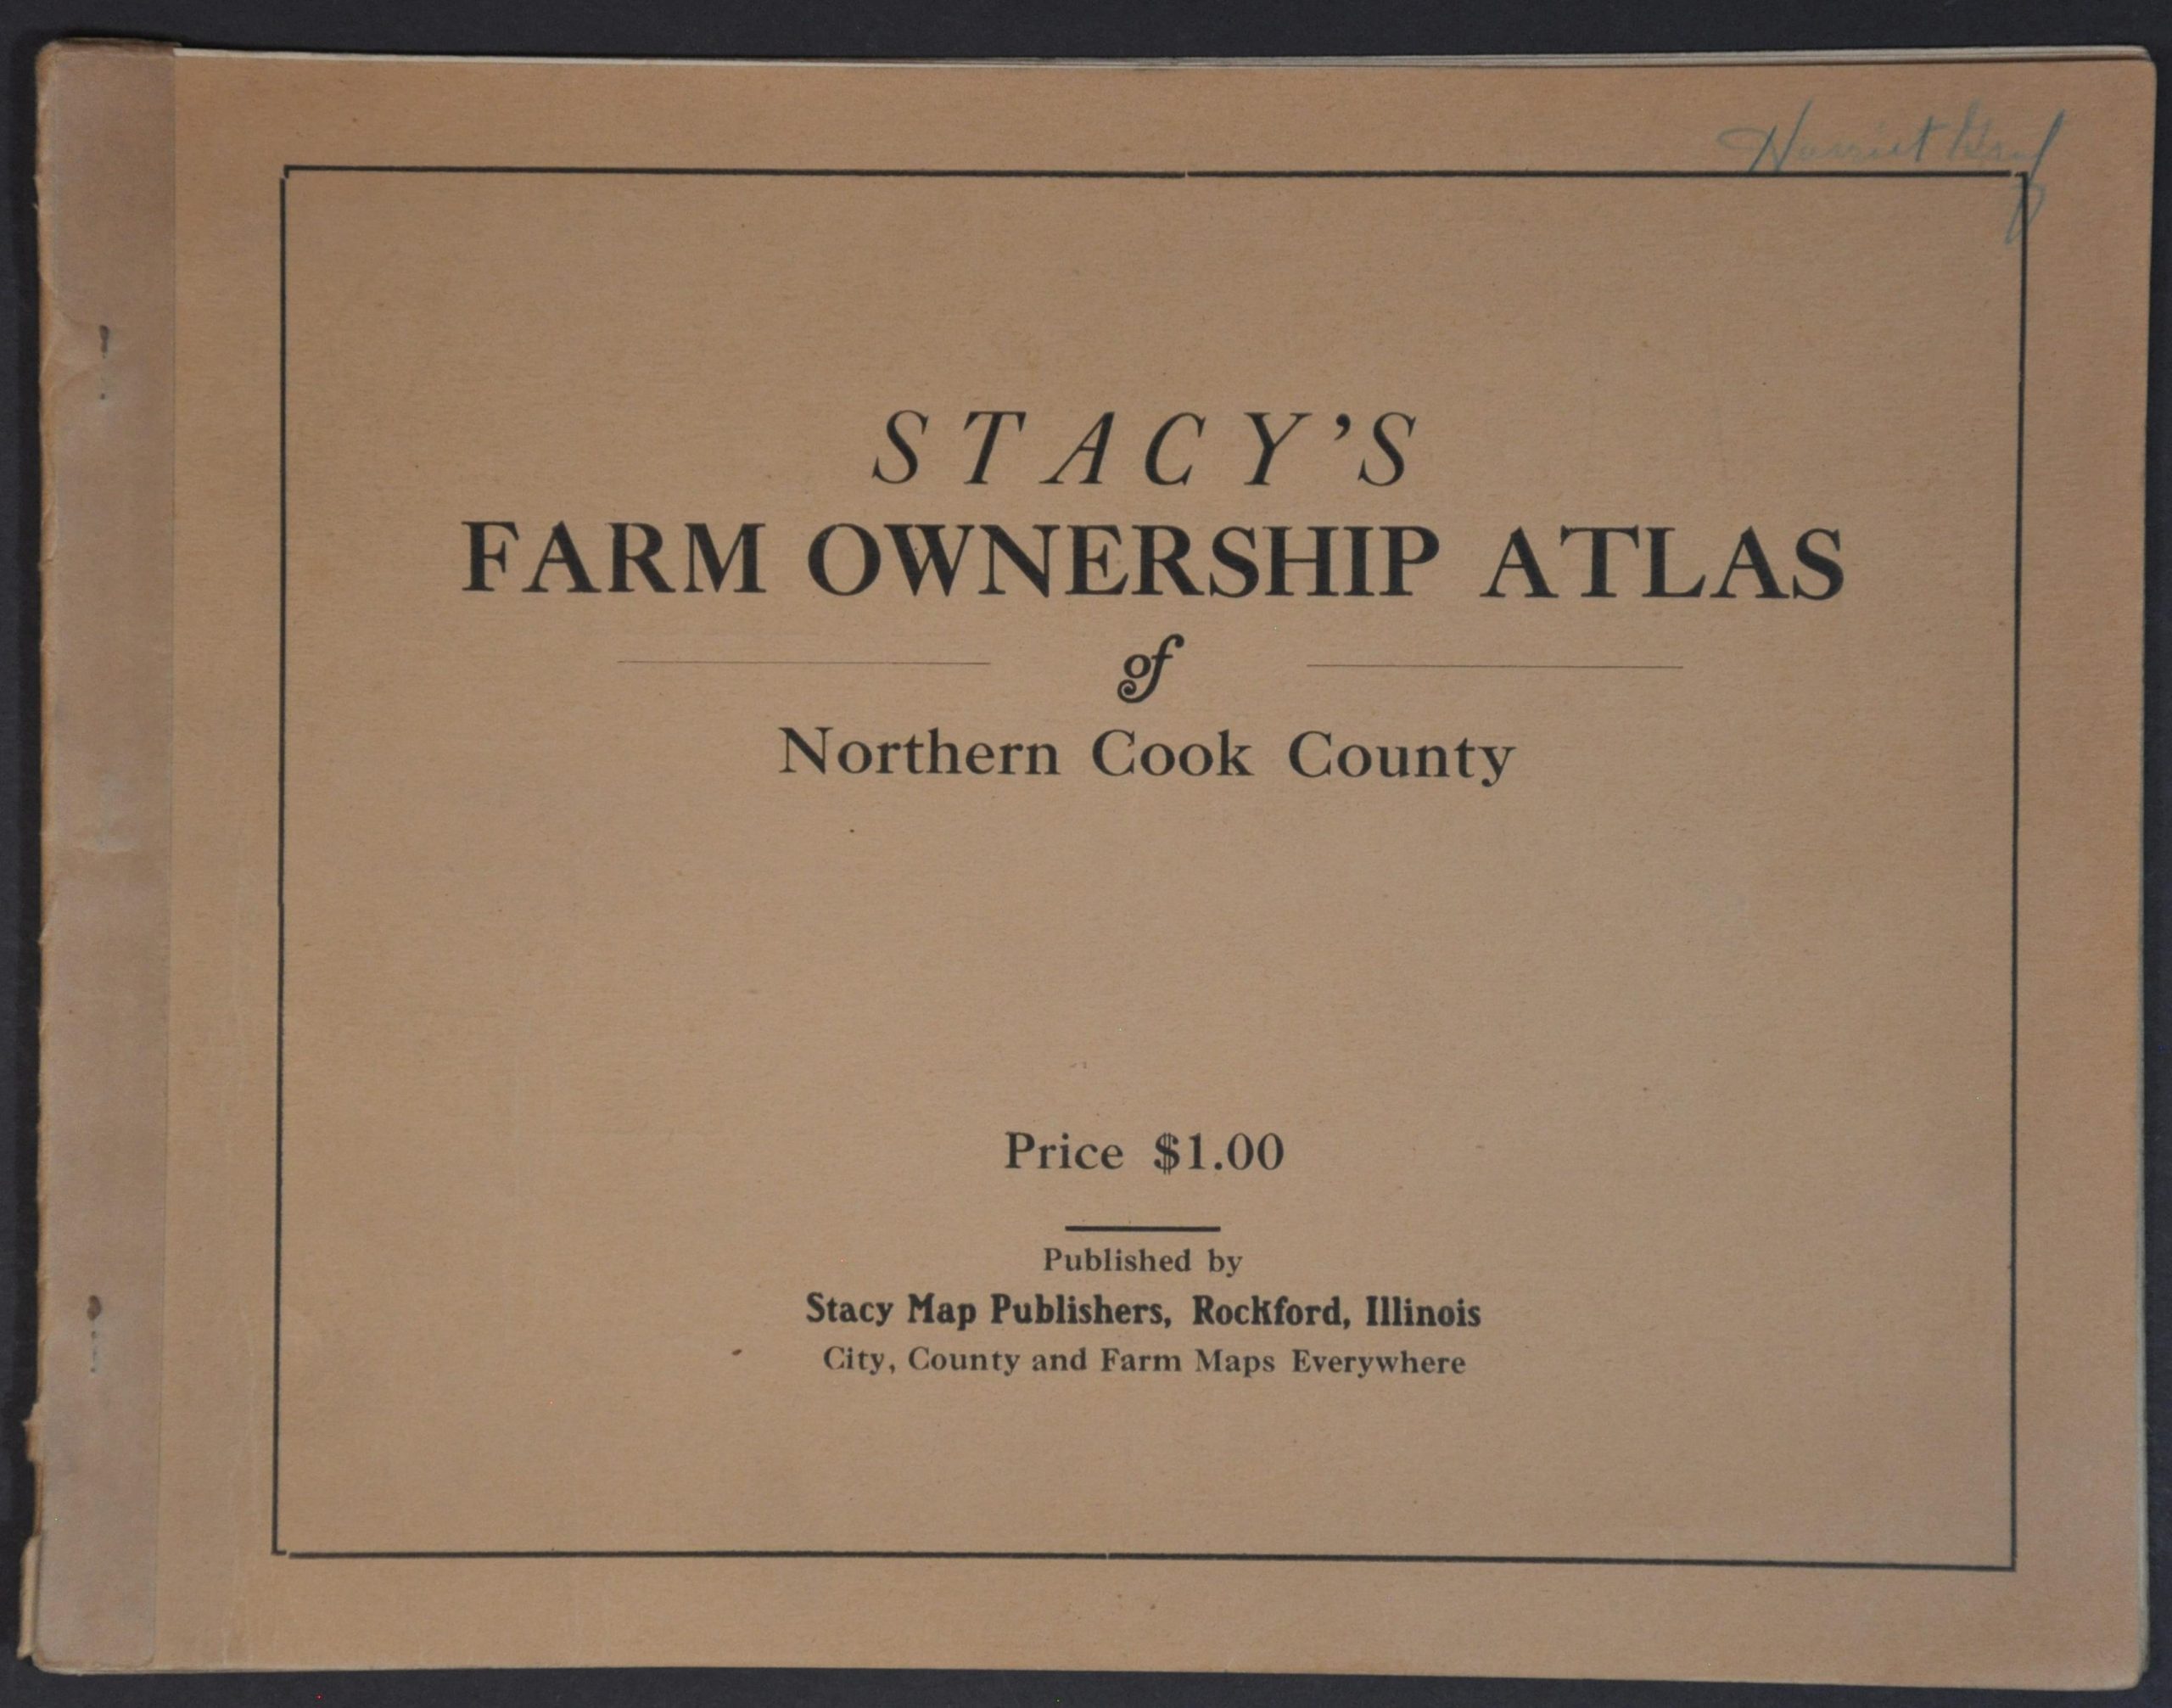 Harriet
STACY'S
FARM OWNERSHIP ATLAS
of
Northern Cook County
Price $1.00
Published by
Stacy Map Publishers, Rockford, Illinois
City, County and Farm Maps Everywhere